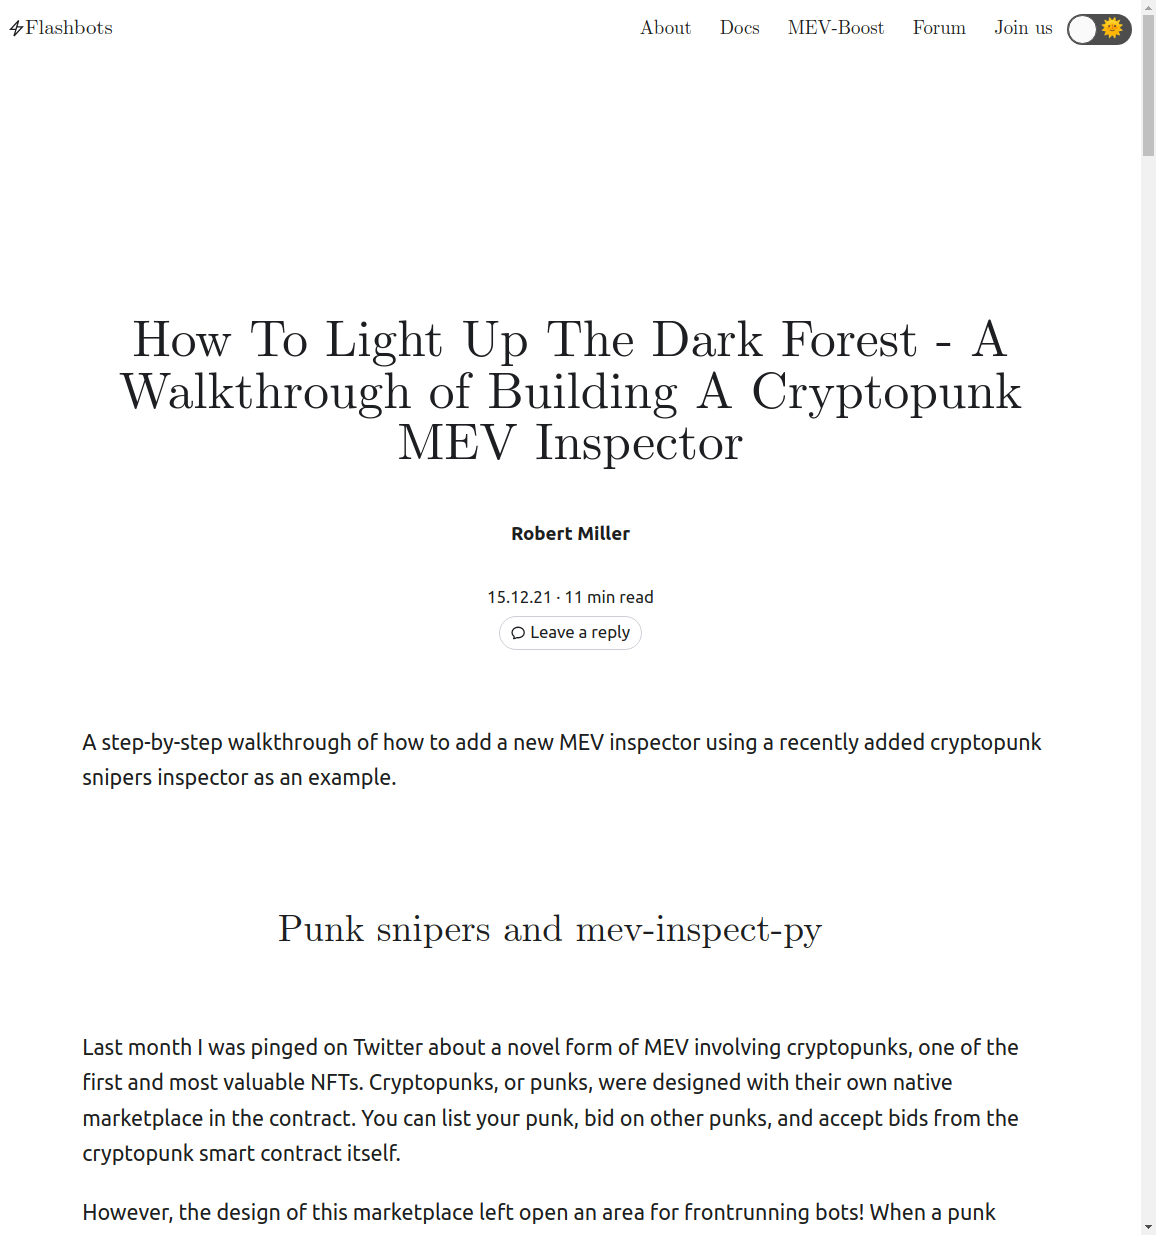 Flashbots
About Docs MEV-Boost Forum Join us
How To Light Up The Dark Forest - A
Walkthrough of Building A Cryptopunk
MEV Inspector
Robert Miller
15.12.21 · 11 min read
Leave a reply
A step-by-step walkthrough of how to add a new MEV inspector using a recently added cryptopunk
snipers inspector as an example.
Punk snipers and mev-inspect-py
Last month I was pinged on Twitter about a novel form of MEV involving cryptopunks, one of the
first and most valuable NFTs. Cryptopunks, or punks, were designed with their own native
marketplace in the contract. You can list your punk, bid on other punks, and accept bids from the
cryptopunk smart contract itself.
However, the design of this marketplace left open an area for frontrunning bots! When a punk